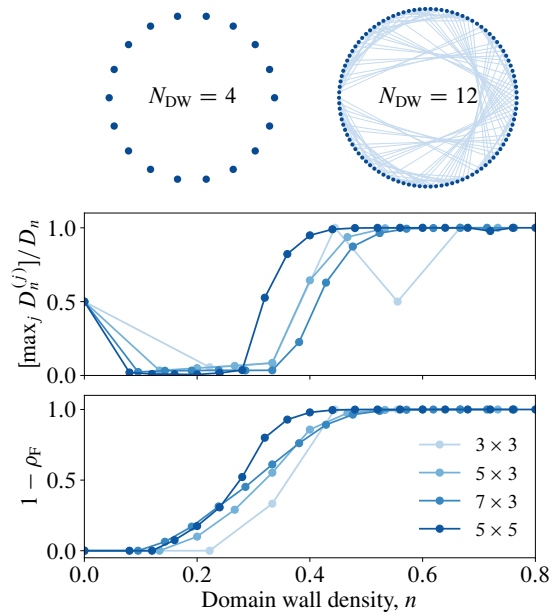 N_DW = 4
N_DW = 12
[max_j D_n^(j)]/D_n
1.0
0.5
0.0
1 − ρ_F
1.0
0.5
0.0
3 × 3
5 × 3
7 × 3
5 × 5
0.0 0.2 0.4 0.6 0.8
Domain wall density, n